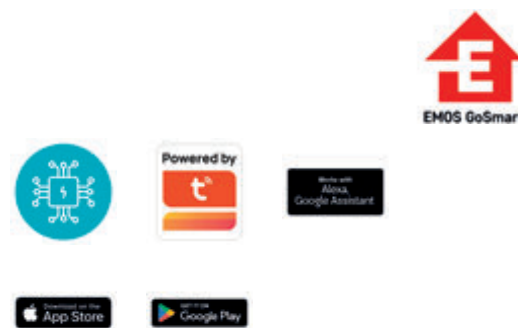 E
EMOS GoSmar
Powered by
t
Works with
Alexa,
Google Assistant
Download on the
App Store
GET IT ON
Google Play